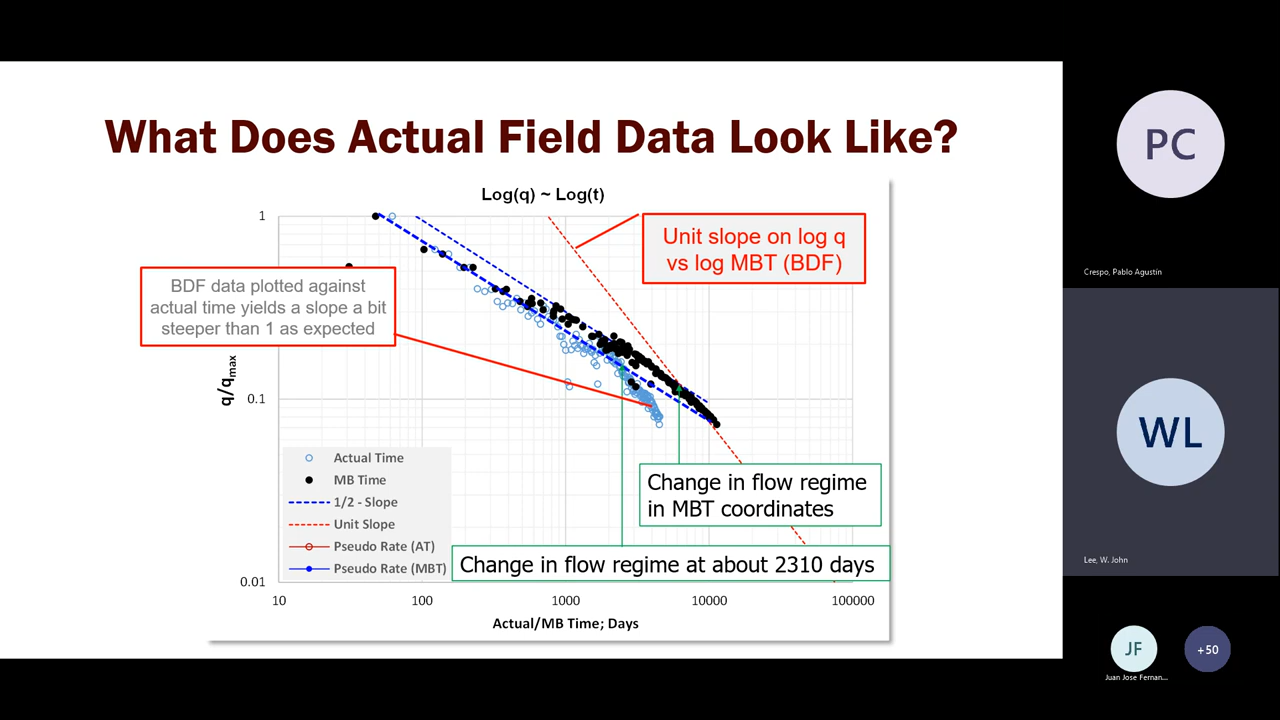 What Does Actual Field Data Look Like?
Log(q) ~ Log(t)
Unit slope on log q
vs log MBT (BDF)
BDF data plotted against
actual time yields a slope a bit
steeper than 1 as expected
q/qmax
1
0.1
0.01
Actual Time
MB Time
1/2 - Slope
Unit Slope
Pseudo Rate (AT)
Pseudo Rate (MBT)
Change in flow regime
in MBT coordinates
Change in flow regime at about 2310 days
10
100
1000
10000
100000
Actual/MB Time; Days
PC
Crespo, Pablo Agustín
WL
Lee, W. John
JF
Juan Jose Fernan...
+50